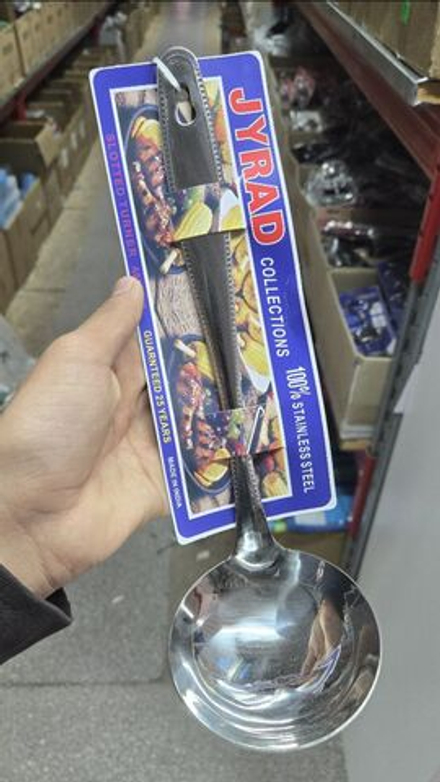 JYRAD
COLLECTIONS
100% STAINLESS STEEL
SLOTTED TURNER
GUARNTEED 25 YEARS
MADE IN INDIA